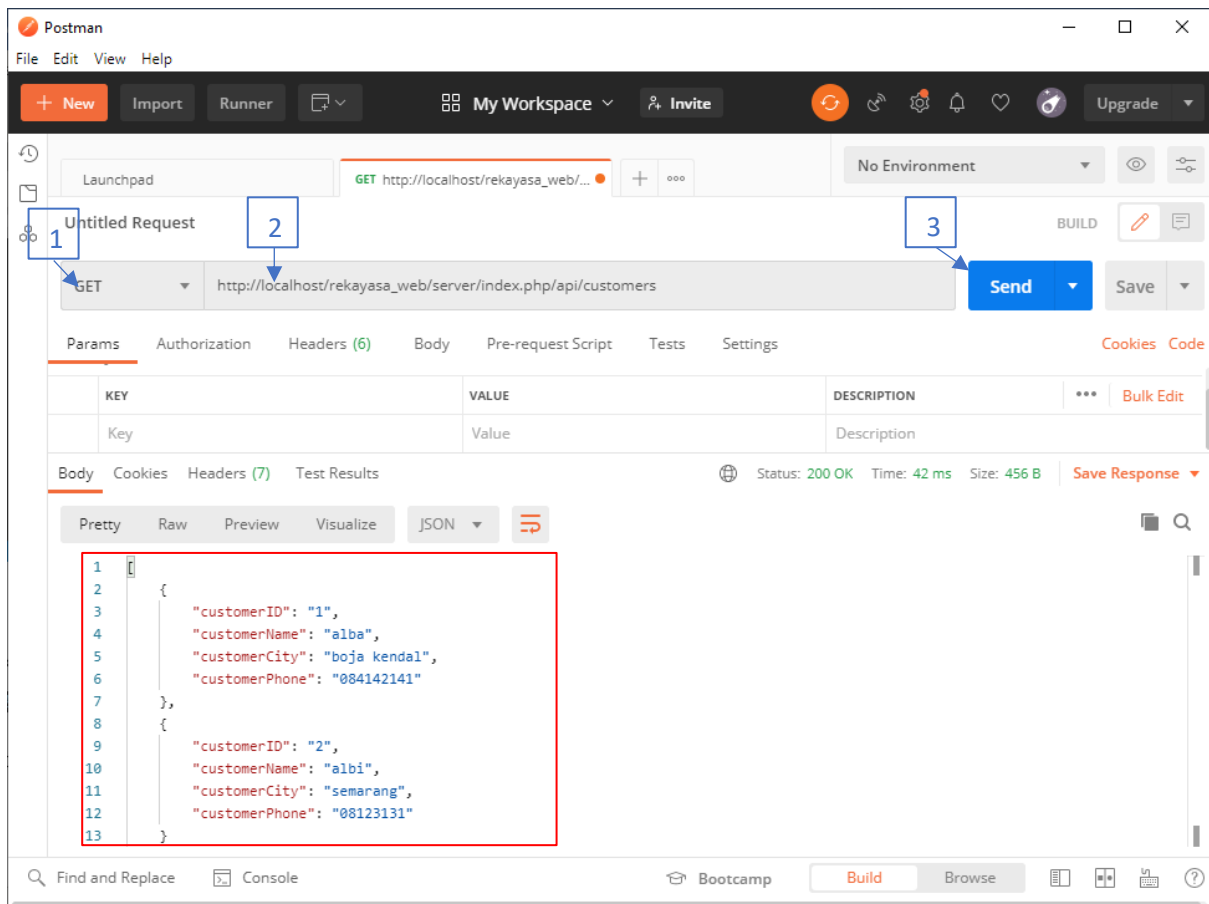 Postman
File Edit View Help
+ New Import Runner My Workspace Invite Upgrade
Launchpad GET http://localhost/rekayasa_web/... + ooo No Environment
Untitled Request BUILD
1 2 3
GET http://localhost/rekayasa_web/server/index.php/api/customers Send Save
Params Authorization Headers (6) Body Pre-request Script Tests Settings Cookies Code
KEY VALUE DESCRIPTION ••• Bulk Edit
Key Value Description
Body Cookies Headers (7) Test Results Status: 200 OK Time: 42 ms Size: 456 B Save Response
Pretty Raw Preview Visualize JSON
1 [
2 {
3 "customerID": "1",
4 "customerName": "alba",
5 "customerCity": "boja kendal",
6 "customerPhone": "084142141"
7 },
8 {
9 "customerID": "2",
10 "customerName": "albi",
11 "customerCity": "semarang",
12 "customerPhone": "08123131"
13 }
Find and Replace Console Bootcamp Build Browse